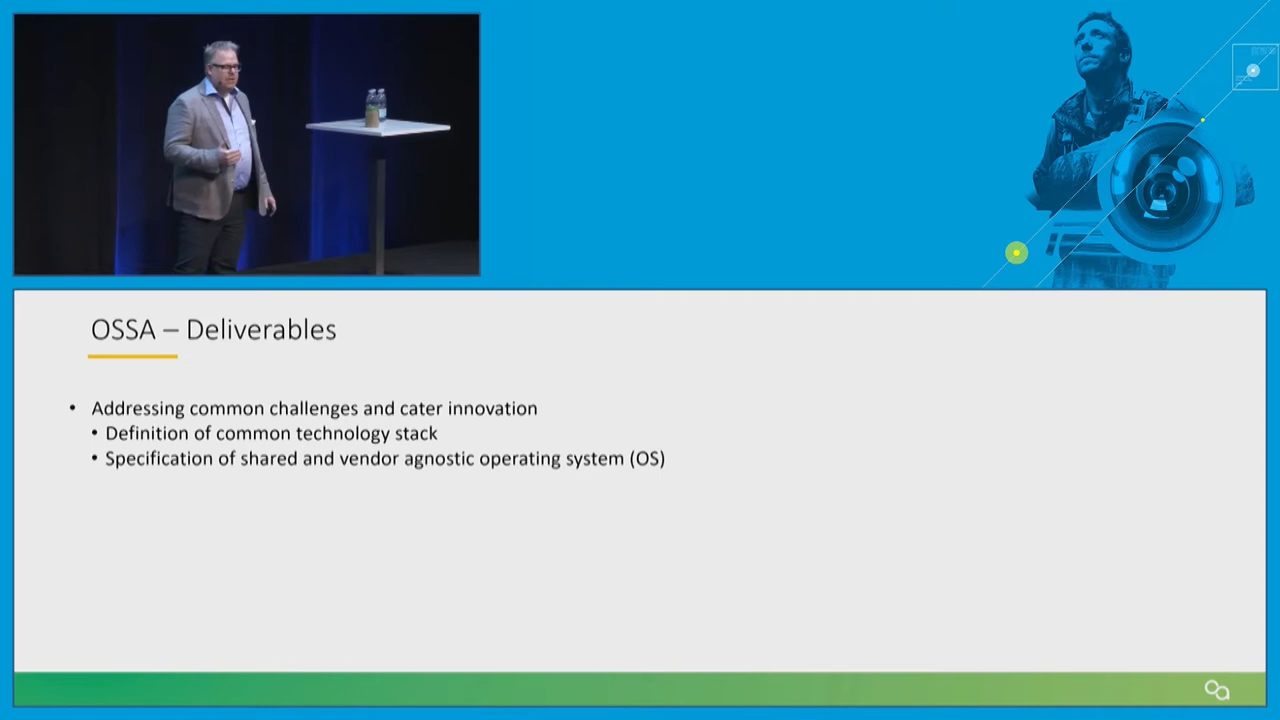 OSSA – Deliverables
• Addressing common challenges and cater innovation
• Definition of common technology stack
• Specification of shared and vendor agnostic operating system (OS)